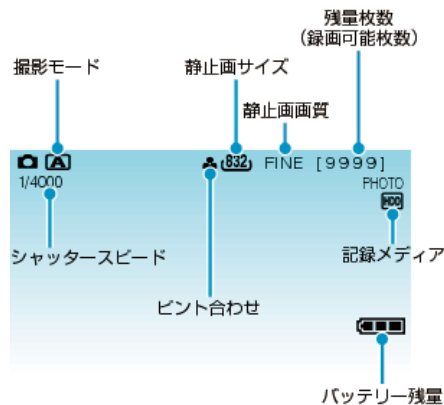 残量枚数
(録画可能枚数)
撮影モード
静止画サイズ
静止画画質
A
832
FINE
[9999]
1/4000
PHOTO
HDD
シャッタースピード
記録メディア
ピント合わせ
バッテリー残量